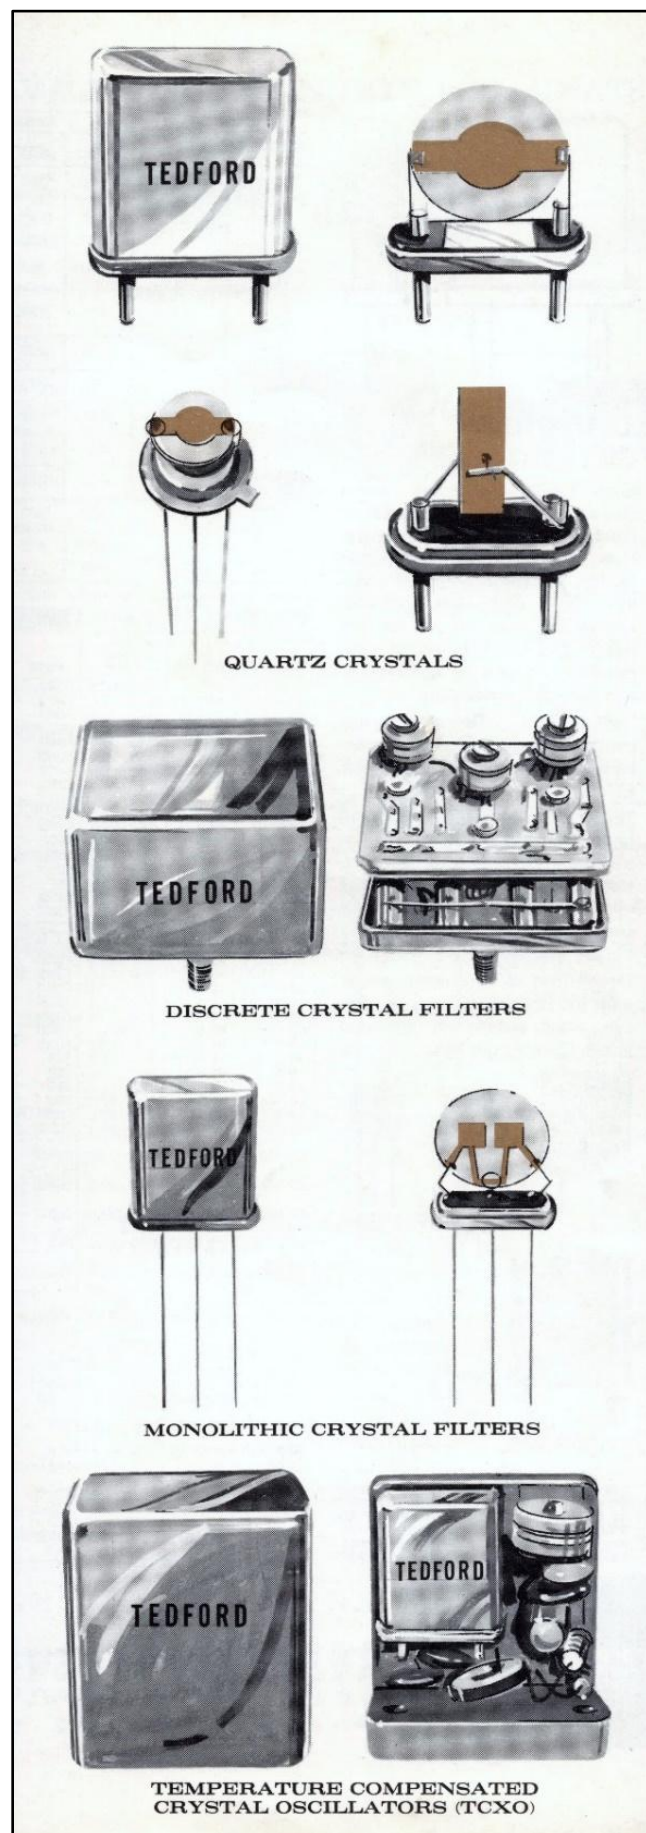 TEDFORD
QUARTZ CRYSTALS
TEDFORD
DISCRETE CRYSTAL FILTERS
TEDFORD
MONOLITHIC CRYSTAL FILTERS
TEDFORD
TEDFORD
TEMPERATURE COMPENSATED
CRYSTAL OSCILLATORS (TCXO)